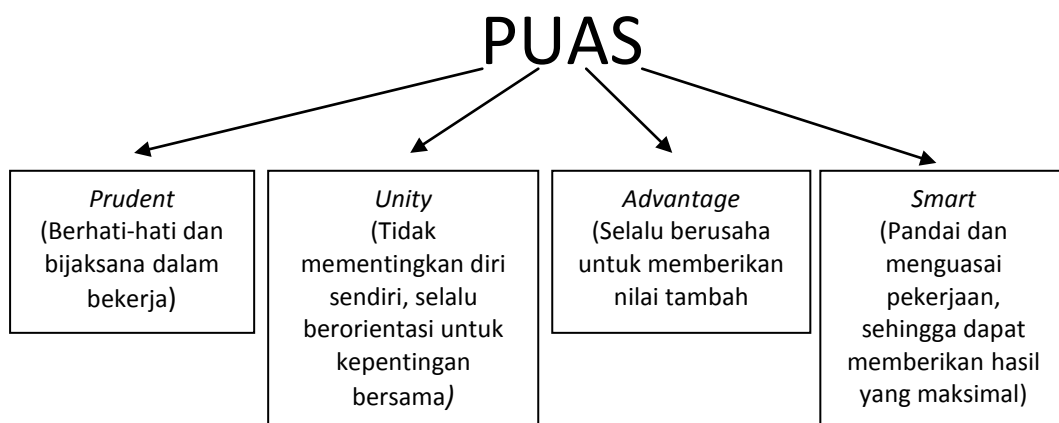 PUAS
Prudent
(Berhati-hati dan
bijaksana dalam
bekerja)
Unity
(Tidak
mementingkan diri
sendiri, selalu
berorientasi untuk
kepentingan
bersama)
Advantage
(Selalu berusaha
untuk memberikan
nilai tambah
Smart
(Pandai dan
menguasai
pekerjaan,
sehingga dapat
memberikan hasil
yang maksimal)